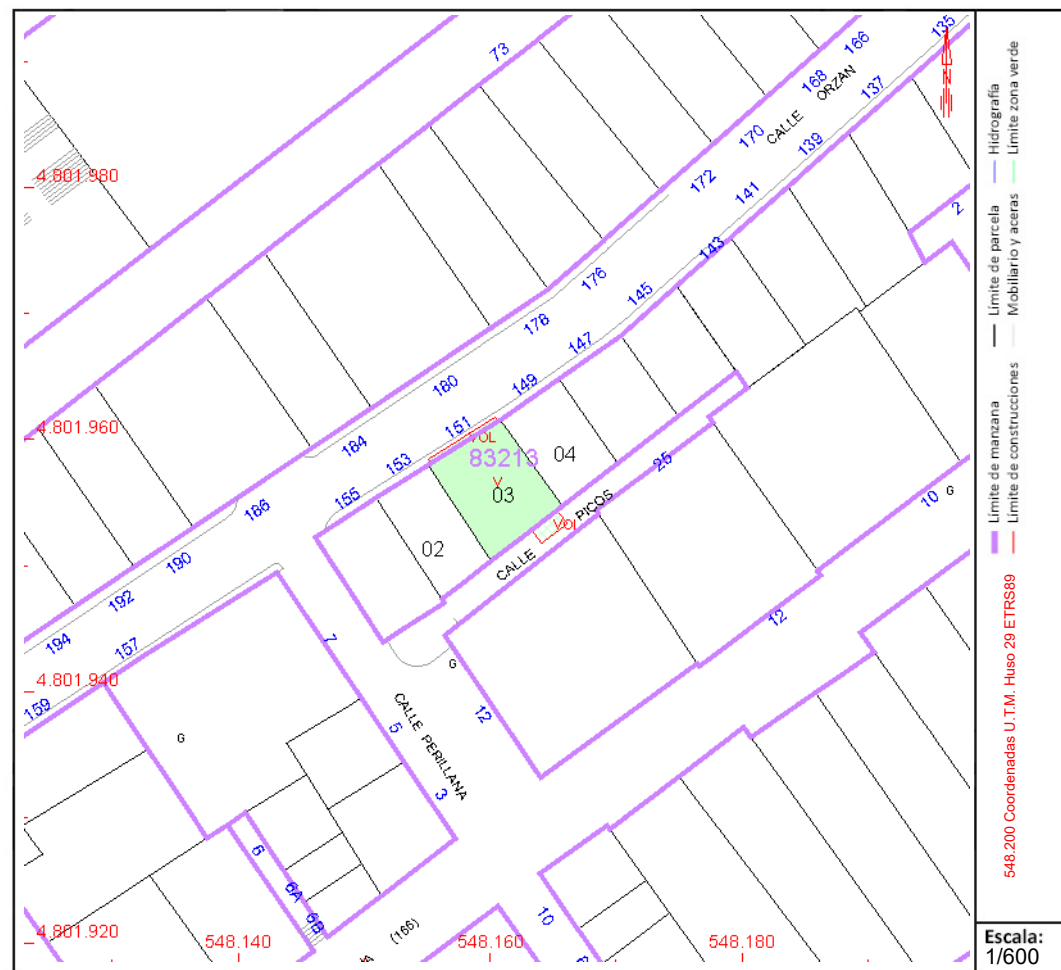 73
135
166
168
CALLE ORZAN
137
170
139
4.801.980
172
141
2
143
176
145
178
147
180
149
4.801.960
184
151
VOL
153
83213
04
25
V
03
155
186
PICOS
VOL
CALLE
10
G
02
190
192
194
157
7
12
G
4.801.940
159
CALLE PERILLANA
5
12
G
3
6
6A
6B
(166)
10
4.801.920
548.140
548.160
548.180
N
Hidrografía
Límite zona verde
Límite de parcela
Mobiliario y aceras
Límite de manzana
Límite de construcciones
548.200 Coordenadas U.T.M. Huso 29 ETRS89
Escala:
1/600